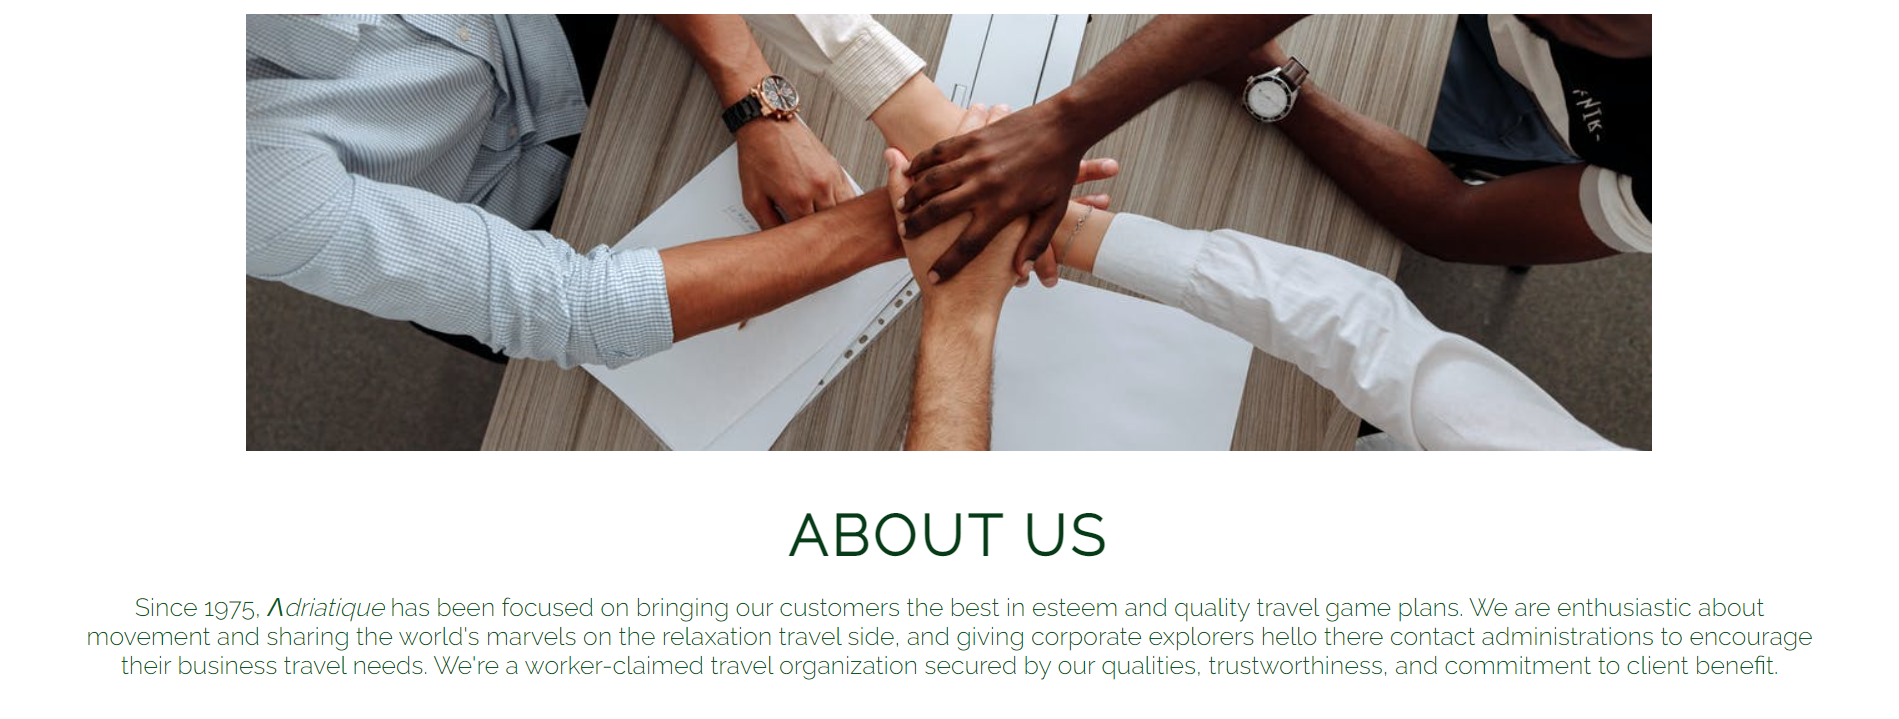 ABOUT US
Since 1975, Λdriatique has been focused on bringing our customers the best in esteem and quality travel game plans. We are enthusiastic about
movement and sharing the world's marvels on the relaxation travel side, and giving corporate explorers hello there contact administrations to encourage
their business travel needs. We're a worker-claimed travel organization secured by our qualities, trustworthiness, and commitment to client benefit.